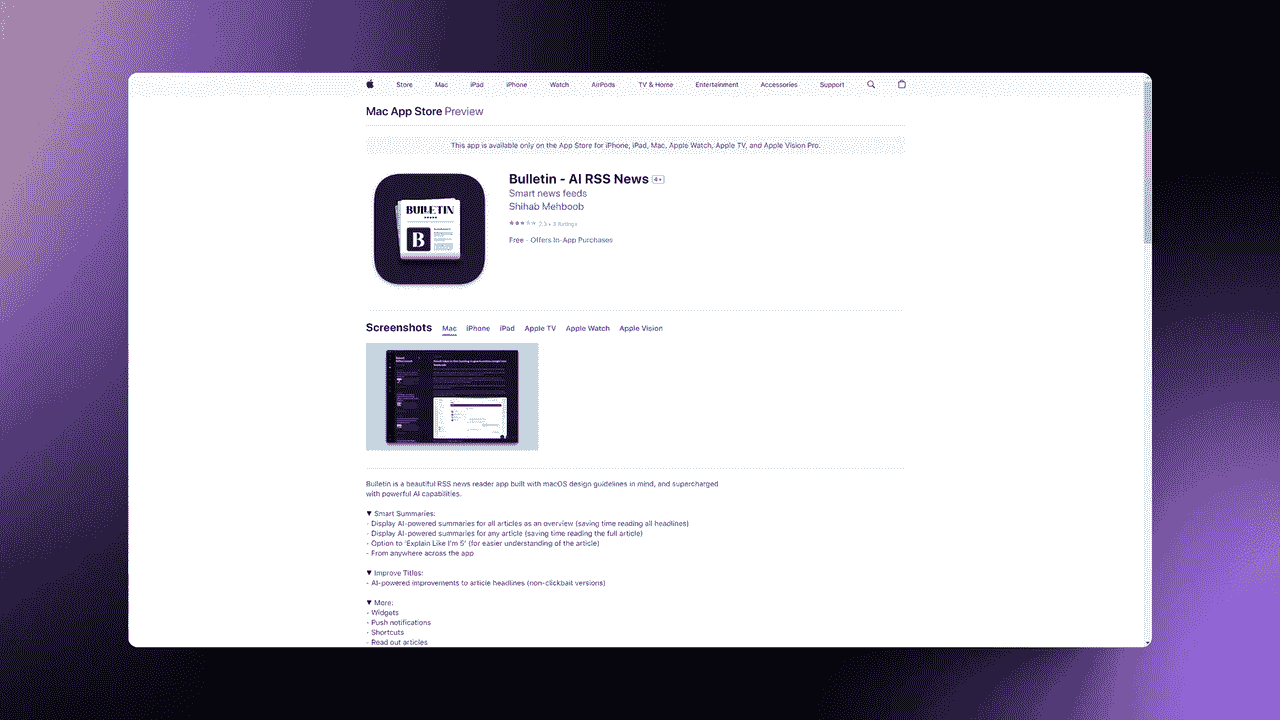 Store Mac iPad iPhone Watch AirPods TV & Home Entertainment Accessories Support
Mac App Store Preview
This app is available only on the App Store for iPhone, iPad, Mac, Apple Watch, Apple TV, and Apple Vision Pro.
BULLETIN
B
Bulletin - AI RSS News 4+
Smart news feeds
Shihab Mehboob
★★★★★ • 3 Ratings
Free · Offers In-App Purchases
Screenshots Mac iPhone iPad Apple TV Apple Watch Apple Vision
Bulletin is a beautiful RSS news reader app built with macOS design guidelines in mind, and supercharged
with powerful AI capabilities.
▼ Smart Summaries:
- Display AI-powered summaries for all articles as an overview (saving time reading all headlines)
- Display AI-powered summaries for any article (saving time reading the full article)
- Option to 'Explain Like I'm 5' (for easier understanding of the article)
- From anywhere across the app
▼ Improve Titles:
- AI-powered improvements to article headlines (non-clickbait versions)
▼ More:
- Widgets
- Push notifications
- Shortcuts
- Read out articles